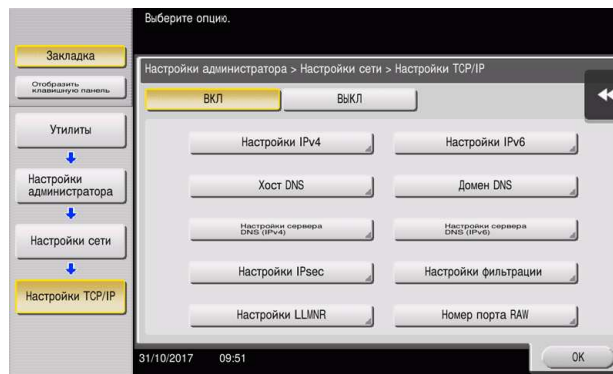 Выберите опцию.
Закладка
Отобразить
клавишную панель
Утилиты
Настройки
администратора
Настройки сети
Настройки TCP/IP
Настройки администратора > Настройки сети > Настройки TCP/IP
ВКЛ ВЫКЛ
Настройки IPv4 Настройки IPv6
Хост DNS Домен DNS
Настройки сервера
DNS (IPv4)
Настройки сервера
DNS (IPv6)
Настройки IPsec Настройки фильтрации
Настройки LLMNR Номер порта RAW
31/10/2017 09:51 OK